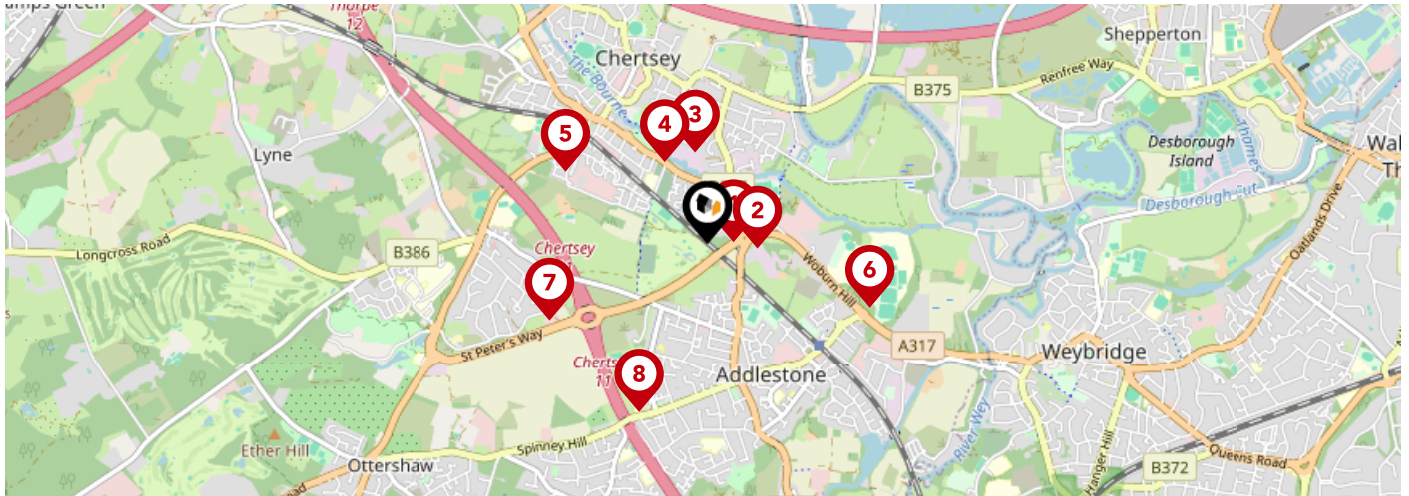 Thorpe
12
Shepperton
Chertsey
Renfree Way
The Bourne
B375
3
4
5
Thames
Desborough
Island
Lyne
Desborough Cut
2
Oatlands Drive
Longcross Road
B386
Chertsey
Woburn Hill
6
7
St Peter's Way
A317
Weybridge
11
8
Addlestone
River Wey
Ether Hill
Spinney Hill
Ottershaw
Hanger Hill
Queens Road
B372